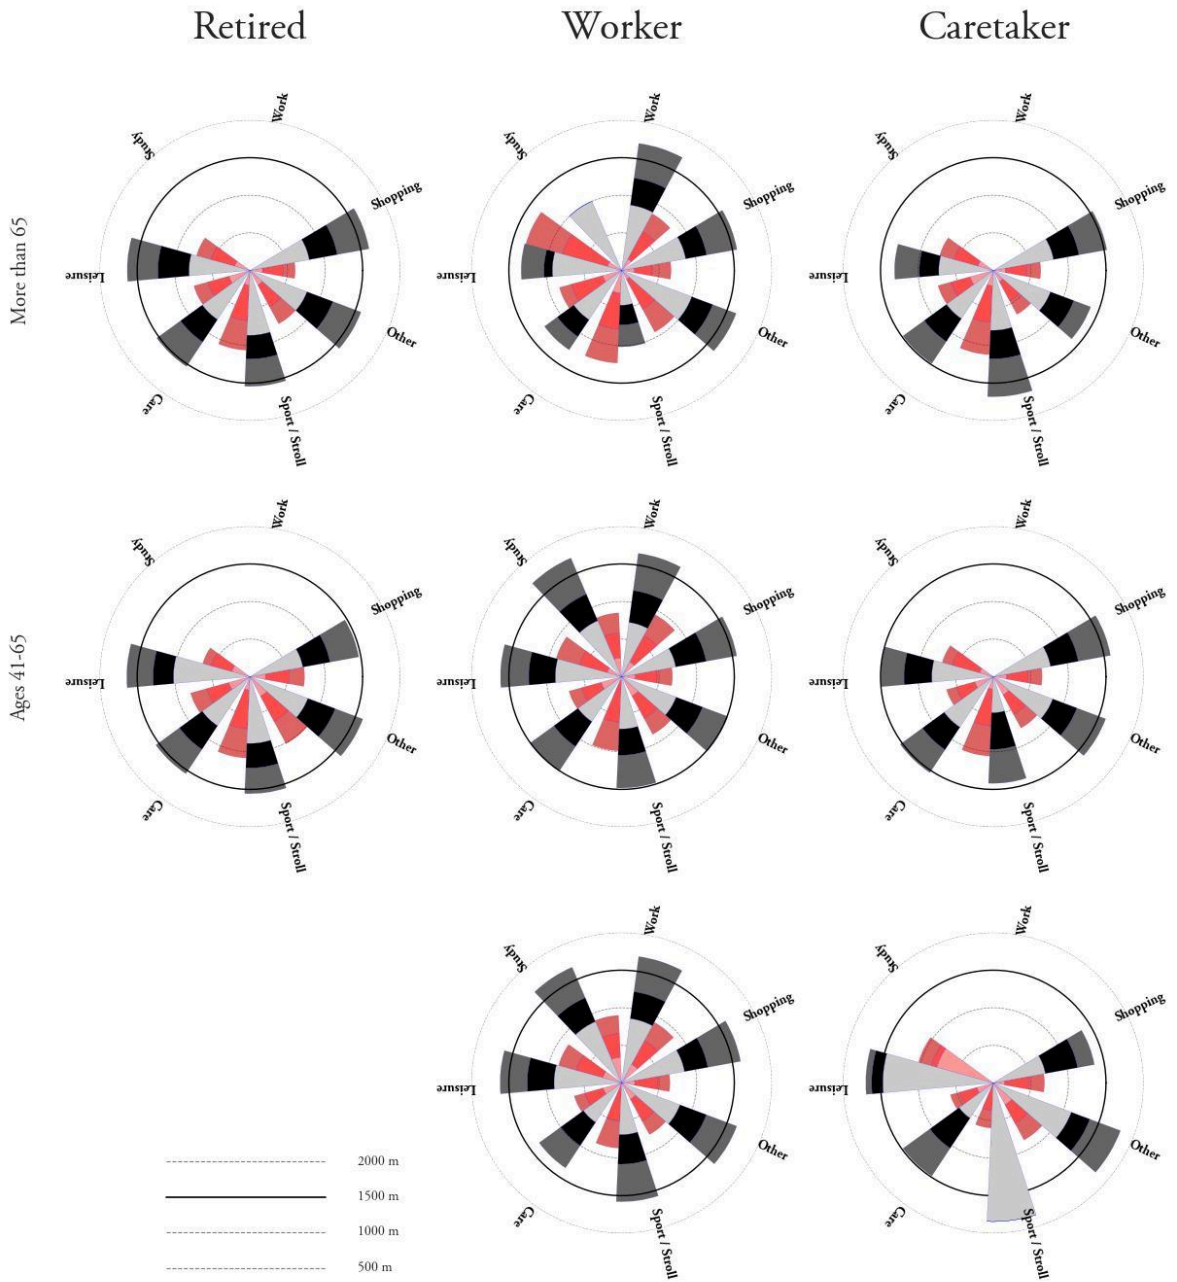 Retired
Worker
Caretaker
More than 65
Work
Shopping
Other
Sport / Stroll
Care
Leisure
Study
Work
Shopping
Other
Sport / Stroll
Care
Leisure
Study
Work
Shopping
Other
Sport / Stroll
Care
Leisure
Study
Ages 41-65
Work
Shopping
Other
Sport / Stroll
Care
Leisure
Study
Work
Shopping
Other
Sport / Stroll
Care
Leisure
Study
Work
Shopping
Other
Sport / Stroll
Care
Leisure
Study
Work
Shopping
Other
Sport / Stroll
Care
Leisure
Study
Work
Shopping
Other
Sport / Stroll
Care
Leisure
Study
2000 m
1500 m
1000 m
500 m